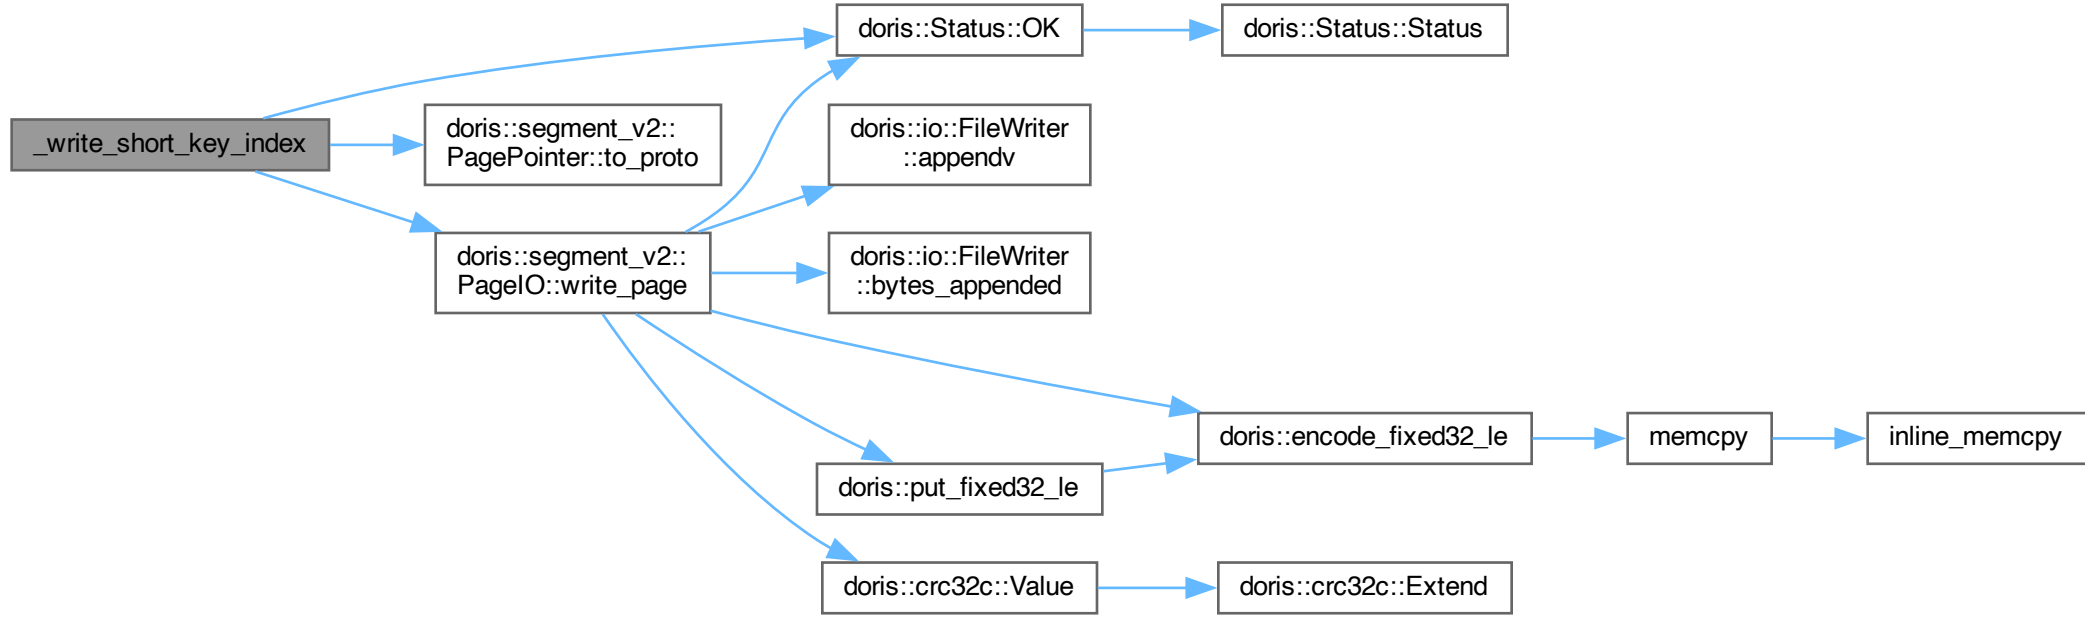 _write_short_key_index
doris::Status::OK
doris::Status::Status
doris::segment_v2::
PagePointer::to_proto
doris::io::FileWriter
::appendv
doris::segment_v2::
PageIO::write_page
doris::io::FileWriter
::bytes_appended
doris::encode_fixed32_le
memcpy
inline_memcpy
doris::put_fixed32_le
doris::crc32c::Value
doris::crc32c::Extend